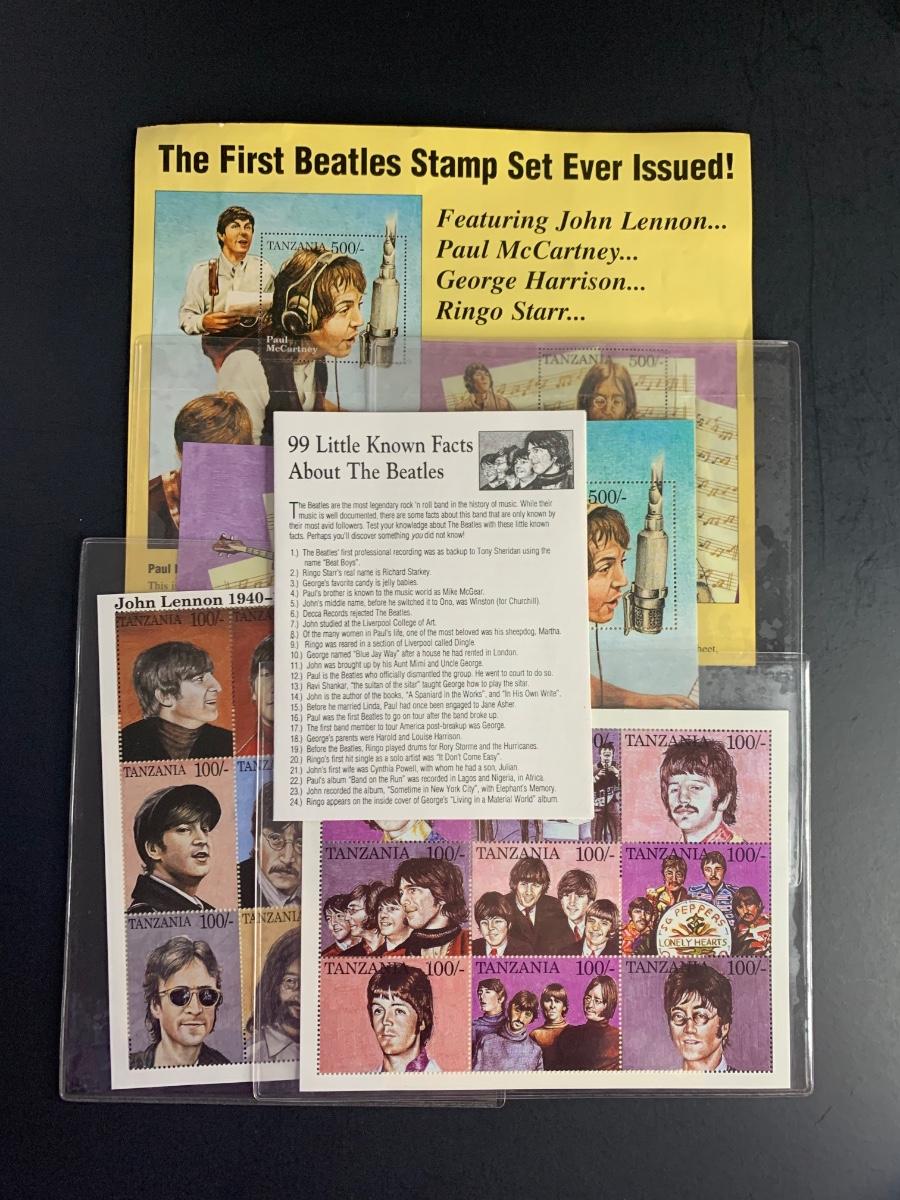 The First Beatles Stamp Set Ever Issued!
Featuring John Lennon...
Paul McCartney...
George Harrison...
Ringo Starr...
TANZANIA 500/-
Paul
McCartney
TANZANIA 500/-
99 Little Known Facts
About The Beatles
The Beatles are the most legendary rock 'n roll band in the history of music. While their
music is well documented, there are some facts about this band that are only known by
their most avid followers. Test your knowledge about The Beatles with these little known
facts. Perhaps you'll discover something you did not know!
1.) The Beatles' first professional recording was as backup to Tony Sheridan using the
name "Beat Boys".
2.) Ringo Starr's real name is Richard Starkey.
3.) George's favorite candy is jelly babies.
4.) Paul's brother is known to the music world as Mike McGear.
5.) John's middle name, before he switched it to Ono, was Winston (for Churchill).
6.) Decca Records rejected The Beatles.
7.) John studied at the Liverpool College of Art.
8.) Of the many women in Paul's life, one of the most beloved was his sheepdog, Martha.
9.) Ringo was reared in a section of Liverpool called Dingle.
10.) George named "Blue Jay Way" after a house he had rented in London.
11.) John was brought up by his Aunt Mimi and Uncle George.
12.) Paul is the Beatles who officially dismantled the group. He went to court to do so.
13.) Ravi Shankar, "the sultan of the sitar" taught George how to play the sitar.
14.) John is the author of the books, "A Spaniard in the Works", and "In His Own Write".
15.) Before he married Linda, Paul had once been engaged to Jane Asher.
16.) Paul was the first Beatles to go on tour after the band broke up.
17.) The first band member to tour America post-breakup was George.
18.) George's parents were Harold and Louise Harrison.
19.) Before the Beatles, Ringo played drums for Rory Storme and the Hurricanes.
20.) Ringo's first hit single as a solo artist was "It Don't Come Easy".
21.) John's first wife was Cynthia Powell, with whom he had a son, Julian.
22.) Paul's album "Band on the Run" was recorded in Lagos and Nigeria, in Africa.
23.) John recorded the album, "Sometime in New York City", with Elephant's Memory.
24.) Ringo appears on the inside cover of George's "Living in a Material World" album.
500/-
Paul
This i
heet.
John Lennon 1940-
TANZANIA 100/- TANZ
TANZANIA 100/- TANZ
TANZANIA 100/- TANZAN
0/- TANZANIA 100/-
TANZANIA 100/- TANZANIA 100/- TANZANIA 100/-
SGT PEPPERS
LONELY HEARTS
TANZANIA 100/- TANZANIA 100/- TANZANIA 100/-